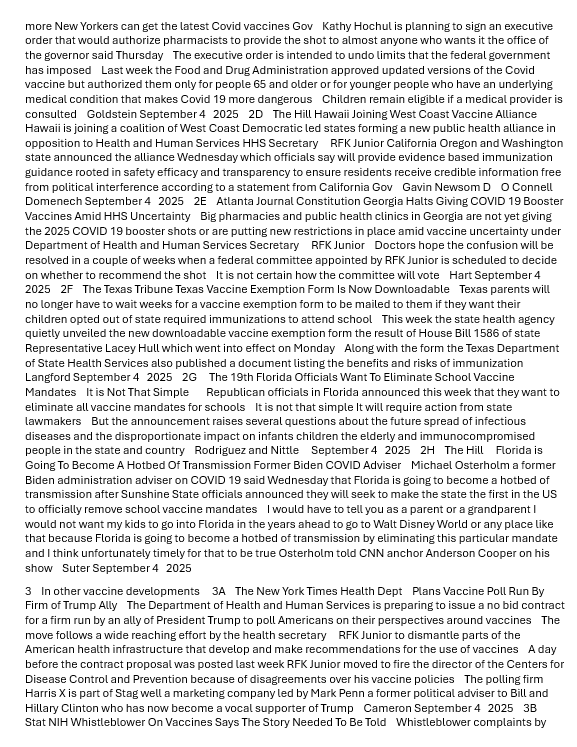 more New Yorkers can get the latest Covid vaccines Gov Kathy Hochul is planning to sign an executive
order that would authorize pharmacists to provide the shot to almost anyone who wants it the office of
the governor said Thursday The executive order is intended to undo limits that the federal government
has imposed Last week the Food and Drug Administration approved updated versions of the Covid
vaccine but authorized them only for people 65 and older or for younger people who have an underlying
medical condition that makes Covid 19 more dangerous Children remain eligible if a medical provider is
consulted Goldstein September 4 2025 2D The Hill Hawaii Joining West Coast Vaccine Alliance
Hawaii is joining a coalition of West Coast Democratic led states forming a new public health alliance in
opposition to Health and Human Services HHS Secretary RFK Junior California Oregon and Washington
state announced the alliance Wednesday which officials say will provide evidence based immunization
guidance rooted in safety efficacy and transparency to ensure residents receive credible information free
from political interference according to a statement from California Gov Gavin Newsom D O Connell
Domenech September 4 2025 2E Atlanta Journal Constitution Georgia Halts Giving COVID 19 Booster
Vaccines Amid HHS Uncertainty Big pharmacies and public health clinics in Georgia are not yet giving
the 2025 COVID 19 booster shots or are putting new restrictions in place amid vaccine uncertainty under
Department of Health and Human Services Secretary RFK Junior Doctors hope the confusion will be
resolved in a couple of weeks when a federal committee appointed by RFK Junior is scheduled to decide
on whether to recommend the shot It is not certain how the committee will vote Hart September 4
2025 2F The Texas Tribune Texas Vaccine Exemption Form Is Now Downloadable Texas parents will
no longer have to wait weeks for a vaccine exemption form to be mailed to them if they want their
children opted out of state required immunizations to attend school This week the state health agency
quietly unveiled the new downloadable vaccine exemption form the result of House Bill 1586 of state
Representative Lacey Hull which went into effect on Monday Along with the form the Texas Department
of State Health Services also published a document listing the benefits and risks of immunization
Langford September 4 2025 2G The 19th Florida Officials Want To Eliminate School Vaccine
Mandates It is Not That Simple Republican officials in Florida announced this week that they want to
eliminate all vaccine mandates for schools It is not that simple It will require action from state
lawmakers But the announcement raises several questions about the future spread of infectious
diseases and the disproportionate impact on infants children the elderly and immunocompromised
people in the state and country Rodriguez and Nittle September 4 2025 2H The Hill Florida is
Going To Become A Hotbed Of Transmission Former Biden COVID Adviser Michael Osterholm a former
Biden administration adviser on COVID 19 said Wednesday that Florida is going to become a hotbed of
transmission after Sunshine State officials announced they will seek to make the state the first in the US
to officially remove school vaccine mandates I would have to tell you as a parent or a grandparent I
would not want my kids to go into Florida in the years ahead to go to Walt Disney World or any place like
that because Florida is going to become a hotbed of transmission by eliminating this particular mandate
and I think unfortunately timely for that to be true Osterholm told CNN anchor Anderson Cooper on his
show Suter September 4 2025
3 In other vaccine developments 3A The New York Times Health Dept Plans Vaccine Poll Run By
Firm of Trump Ally The Department of Health and Human Services is preparing to issue a no bid contract
for a firm run by an ally of President Trump to poll Americans on their perspectives around vaccines The
move follows a wide reaching effort by the health secretary RFK Junior to dismantle parts of the
American health infrastructure that develop and make recommendations for the use of vaccines A day
before the contract proposal was posted last week RFK Junior moved to fire the director of the Centers for
Disease Control and Prevention because of disagreements over his vaccine policies The polling firm
Harris X is part of Stag well a marketing company led by Mark Penn a former political adviser to Bill and
Hillary Clinton who has now become a vocal supporter of Trump Cameron September 4 2025 3B
Stat NIH Whistleblower On Vaccines Says The Story Needed To Be Told Whistleblower complaints by